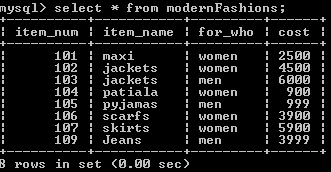 mysql> select * from modernFashions;
item_num | item_name | for_who | cost
101 | maxi | women | 2500
102 | jackets | women | 4500
103 | jackets | men | 6000
104 | patiala | women | 900
105 | pyjamas | men | 999
106 | scarfs | women | 3900
107 | skirts | women | 5900
109 | Jeans | men | 3999
8 rows in set (0.00 sec)